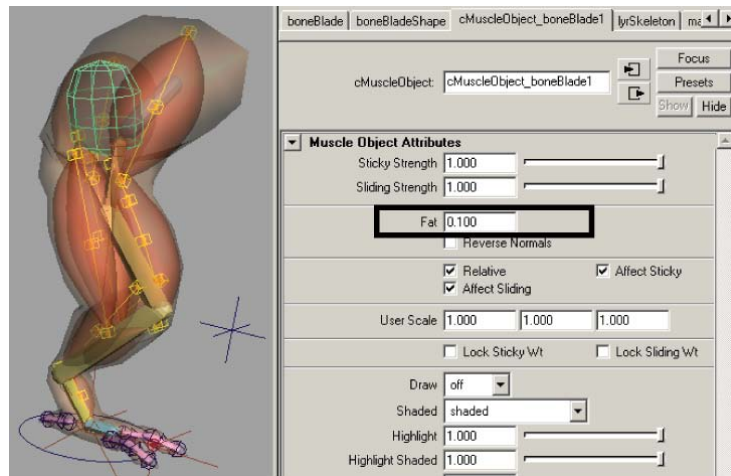 boneBlade boneBladeShape cMuscleObject_boneBlade1 lyrSkeleton
Focus
cMuscleObject: cMuscleObject_boneBlade1 Presets
Show Hide
Muscle Object Attributes
Sticky Strength 1.000
Sliding Strength 1.000
Fat 0.100
Reverse Normals
Relative Affect Sticky
Affect Sliding
User Scale 1.000 1.000 1.000
Lock Sticky Wt Lock Sliding Wt
Draw off
Shaded shaded
Highlight 1.000
Highlight Shaded 1.000